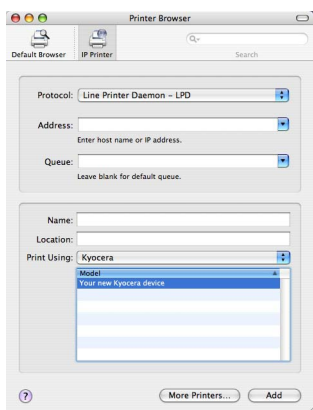 Printer Browser
Default Browser
IP Printer
Search
Protocol: Line Printer Daemon – LPD
Address:
Enter host name or IP address.
Queue:
Leave blank for default queue.
Name:
Location:
Print Using: Kyocera
Model
Your new Kyocera device
?
More Printers...
Add